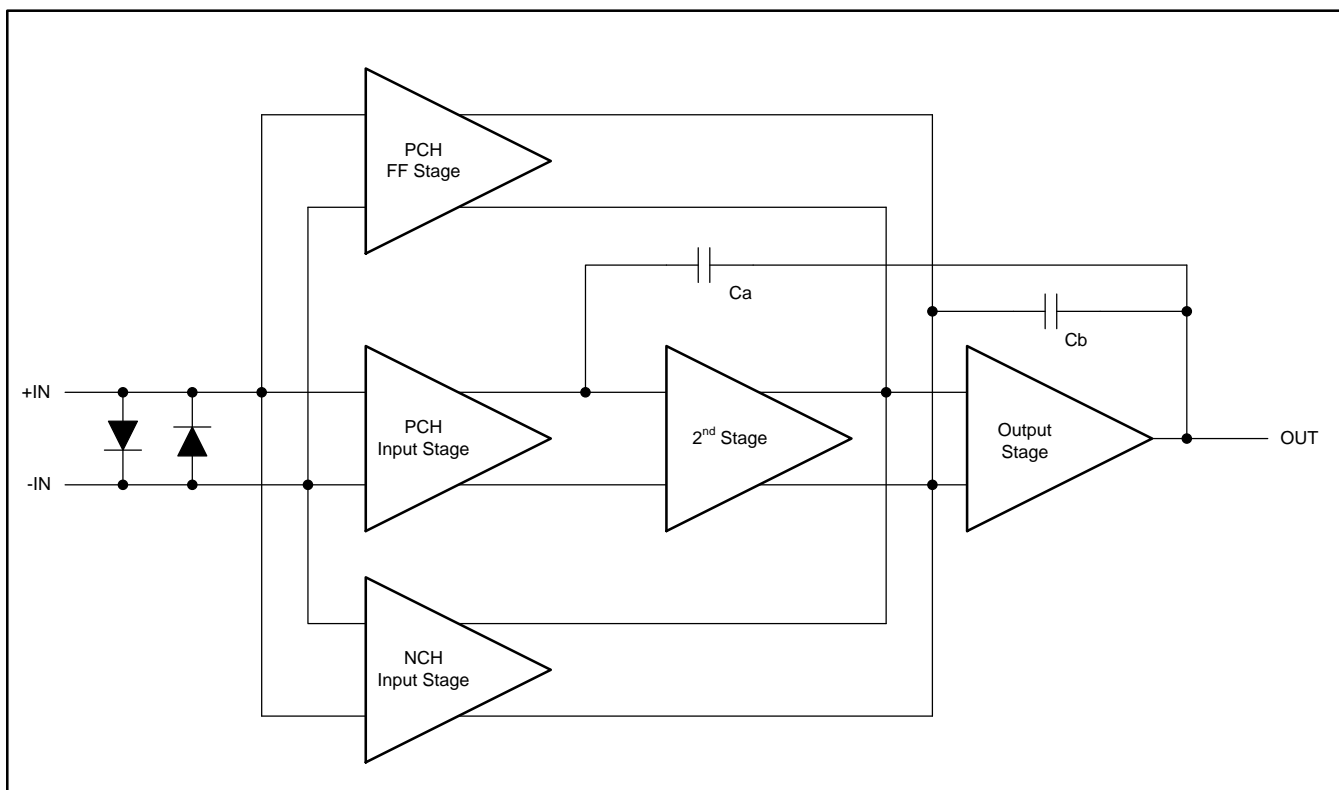 PCH
FF Stage
Ca
Cb
+IN
-IN
PCH
Input Stage
2nd Stage
Output
Stage
OUT
NCH
Input Stage